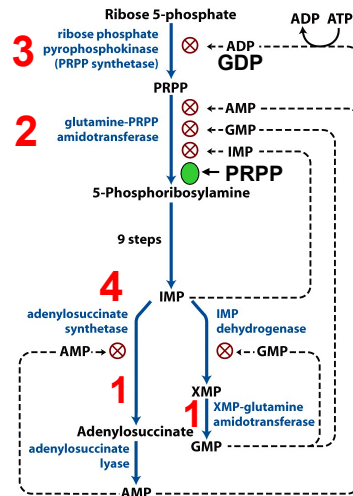 Ribose 5-phosphate
ADP ATP
3
ribose phosphate
pyrophosphokinase
(PRPP synthetase)
ADP
GDP
PRPP
2
glutamine-PRPP
amidotransferase
AMP
GMP
IMP
PRPP
5-Phosphoribosylamine
9 steps
4
IMP
adenylosuccinate
synthetase
IMP
dehydrogenase
AMP
GMP
1
XMP
1
XMP-glutamine
amidotransferase
Adenylosuccinate
GMP
adenylosuccinate
lyase
AMP